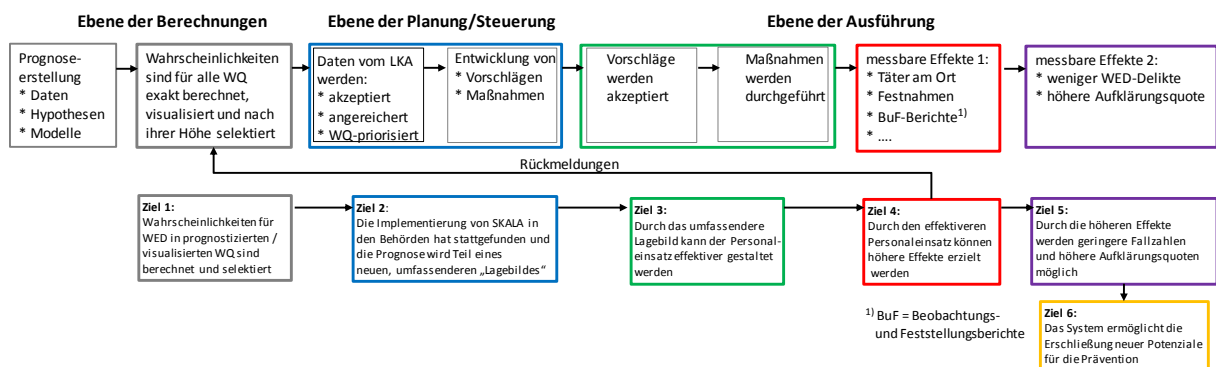 Ebene der Berechnungen
Ebene der Planung/Steuerung
Ebene der Ausführung
Prognose-
erstellung
* Daten
* Hypothesen
* Modelle
Wahrscheinlichkeiten
sind für alle WQ
exakt berechnet,
visualisiert und nach
ihrer Höhe selektiert
Daten vom LKA
werden:
* akzeptiert
* angereichert
* WQ-priorisiert
Entwicklung von
* Vorschlägen
* Maßnahmen
Vorschläge
werden
akzeptiert
Maßnahmen
werden
durchgeführt
messbare Effekte 1:
* Täter am Ort
* Festnahmen
* BuF-Berichte1)
* ....
messbare Effekte 2:
* weniger WED-Delikte
* höhere Aufklärungsquote
Rückmeldungen
Ziel 1:
Wahrscheinlichkeiten für
WED in prognostizierten /
visualisierten WQ sind
berechnet und selektiert
Ziel 2:
Die Implementierung von SKALA in
den Behörden hat stattgefunden und
die Prognose wird Teil eines
neuen, umfassenderen „Lagebildes“
Ziel 3:
Durch das umfassendere
Lagebild kann der Personal-
einsatz effektiver gestaltet
werden
Ziel 4:
Durch den effektiveren
Personaleinsatz können
höhere Effekte erzielt
werden
Ziel 5:
Durch die höheren Effekte
werden geringere Fallzahlen
und höhere Aufklärungsquoten
möglich
1) BuF = Beobachtungs-
und Feststellungsberichte
Ziel 6:
Das System ermöglicht die
Erschließung neuer Potenziale
für die Prävention